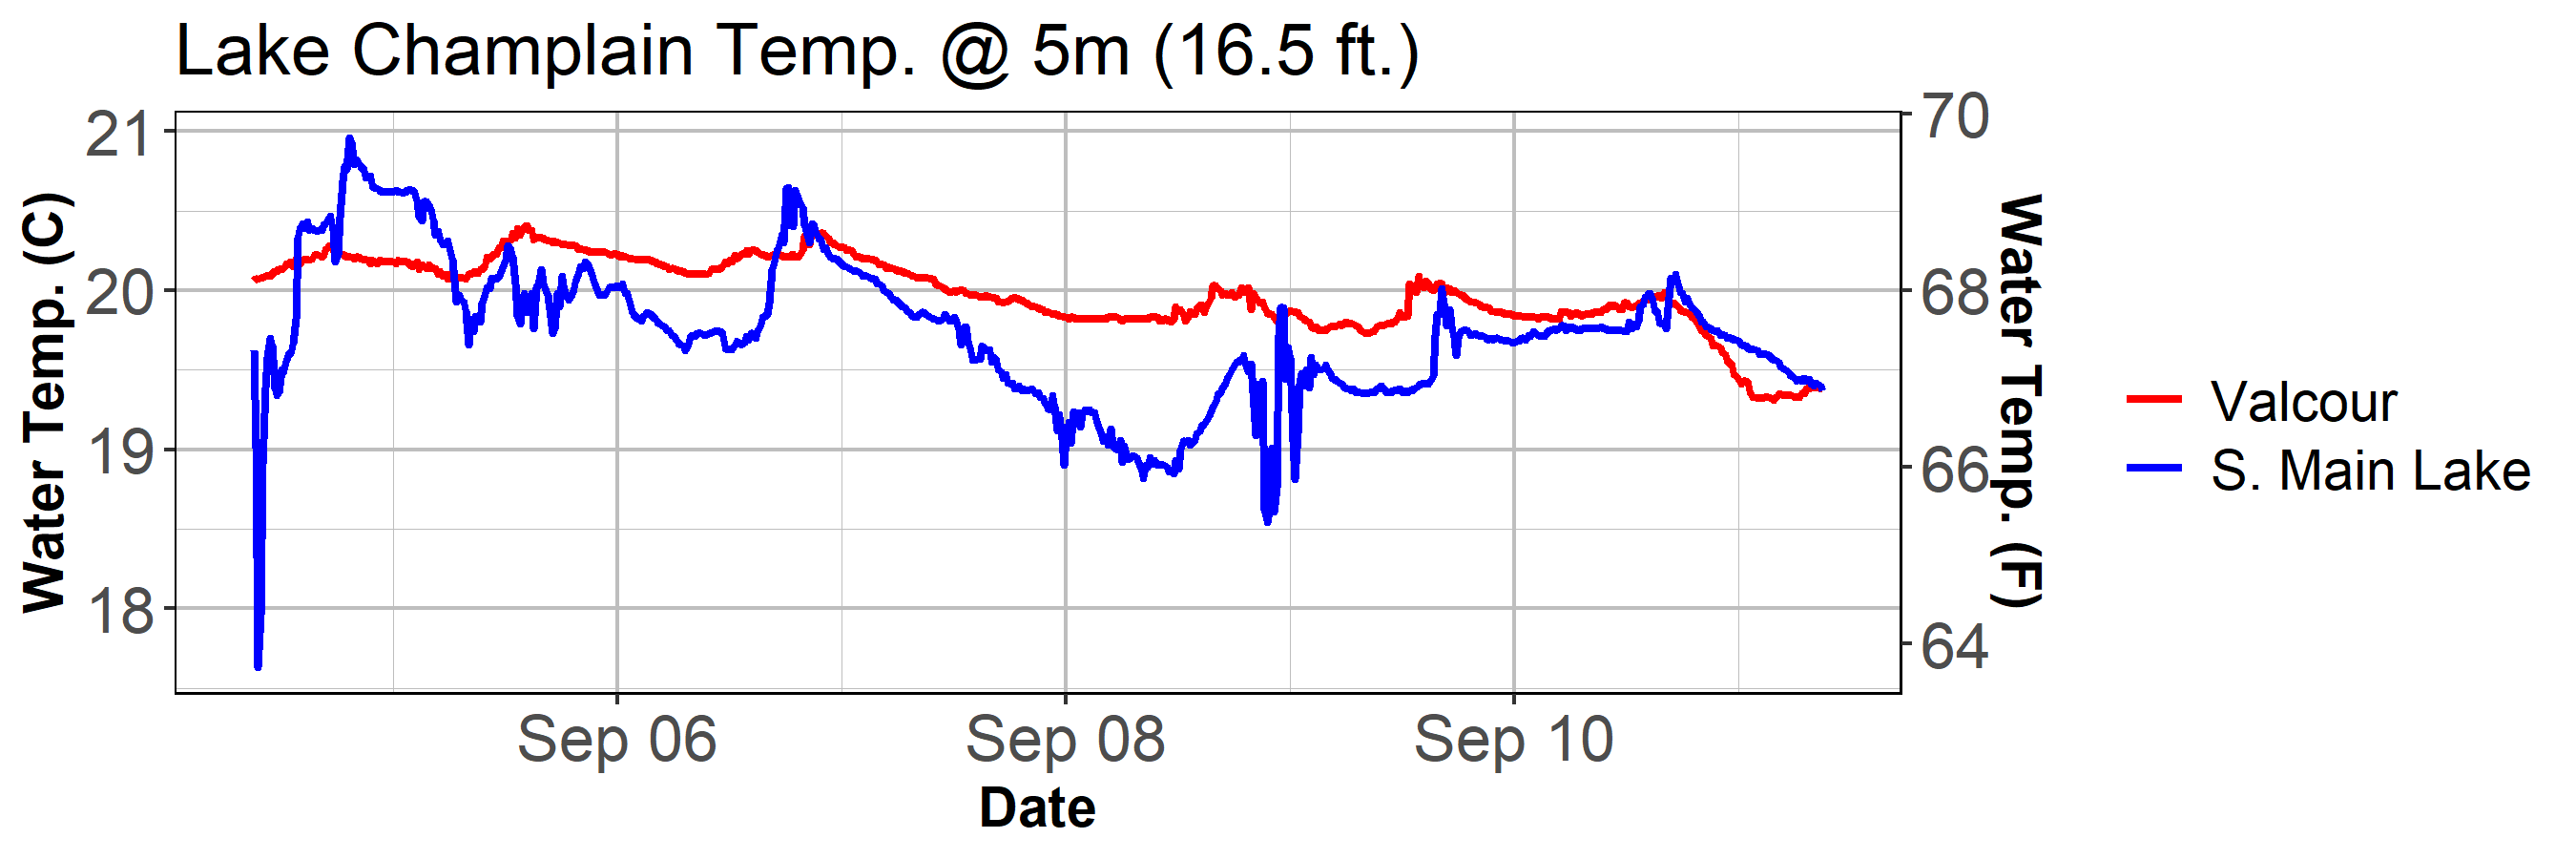 Lake Champlain Temp. @ 5m (16.5 ft.)
Water Temp. (C)
21
20
19
18
70
68
66
64
Water Temp. (F)
Sep 06
Sep 08
Sep 10
Date
Valcour
S. Main Lake